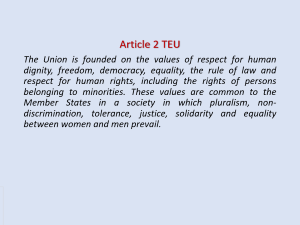 Article 2 TEU
The Union is founded on the values of respect for human
dignity, freedom, democracy, equality, the rule of law and
respect for human rights, including the rights of persons
belonging to minorities. These values are common to the
Member States in a society in which pluralism, non-
discrimination, tolerance, justice, solidarity and equality
between women and men prevail.